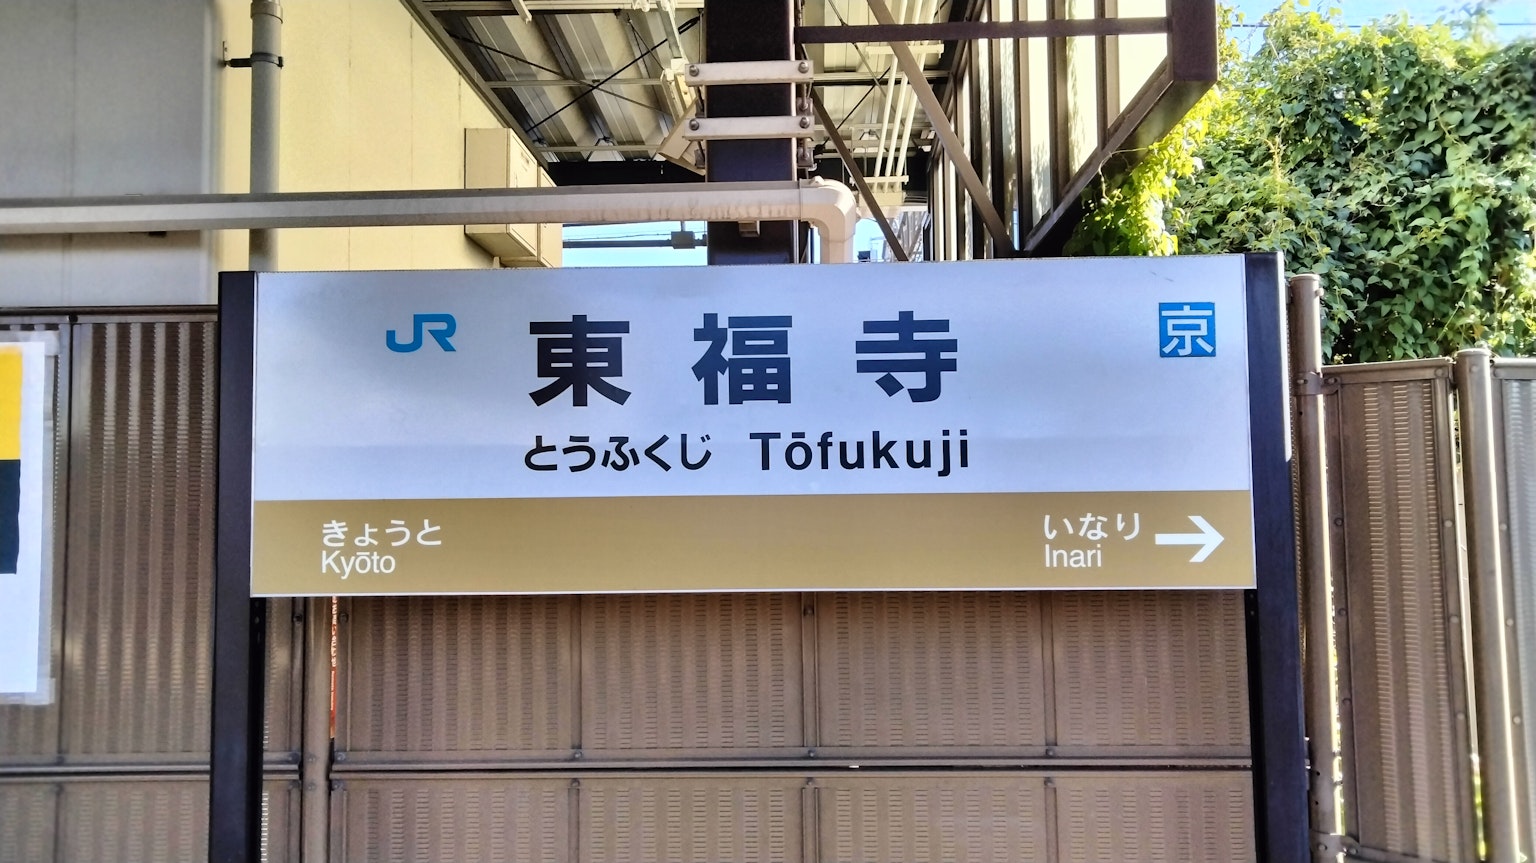 JR 東福寺 京
とうふくじ Tōfukuji
きょうと いなり →
Kyōto Inari